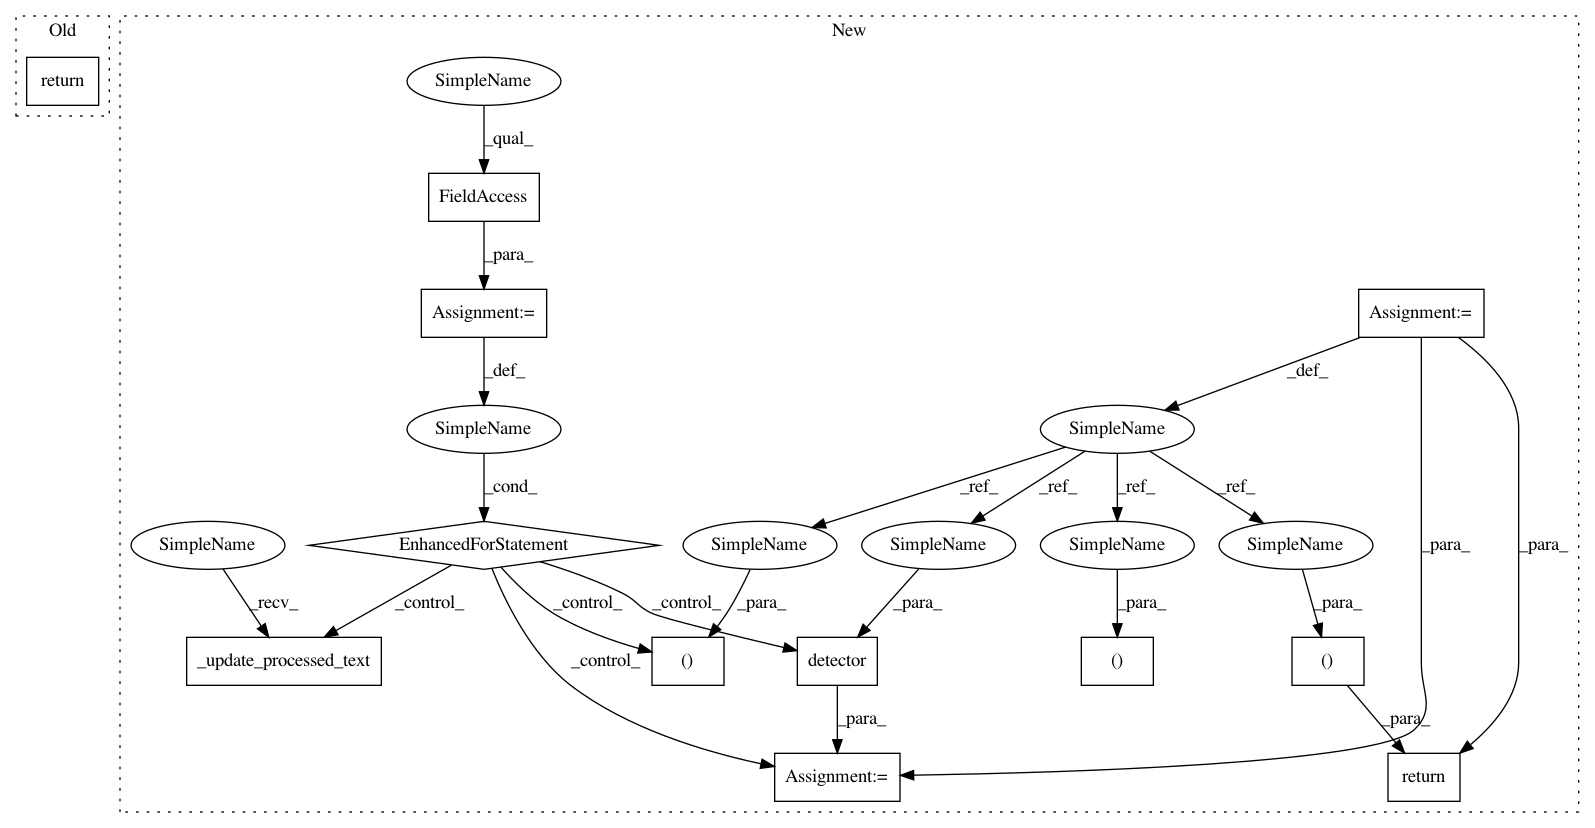 Old
New
return
SimpleName
_qual_
FieldAccess
_para_
Assignment:=
Assignment:=
_def_
_def_
SimpleName
SimpleName
_cond_
_ref_
_ref_
_ref_
_ref_
SimpleName
EnhancedForStatement
SimpleName
SimpleName
SimpleName
SimpleName
_para_
_para_
_recv_
_control_
_control_
_control_
_para_
_para_
_para_
_para_
_update_processed_text
_control_
()
detector
()
()
_para_
_para_
Assignment:=
return